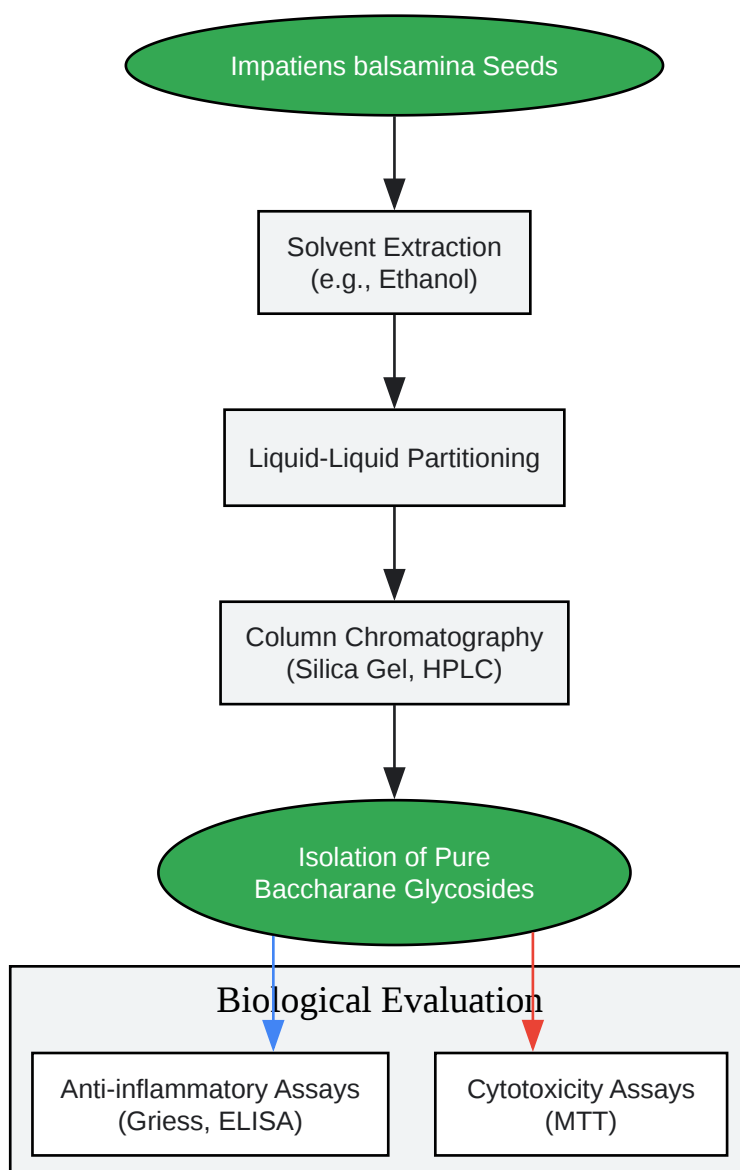 Impatiens balsamina Seeds
Solvent Extraction
(e.g., Ethanol)
Liquid-Liquid Partitioning
Column Chromatography
(Silica Gel, HPLC)
Isolation of Pure
Baccharane Glycosides
Biological Evaluation
Anti-inflammatory Assays
(Griess, ELISA)
Cytotoxicity Assays
(MTT)